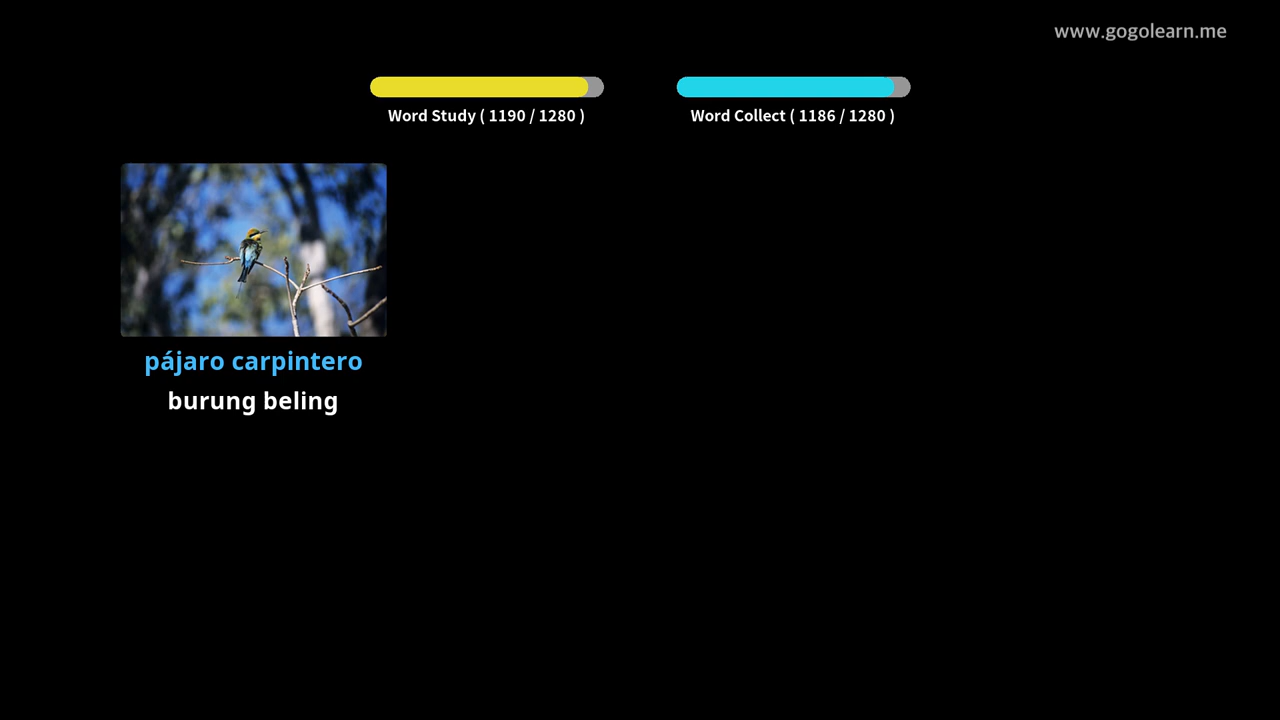 www.gogolearn.me
Word Study ( 1190 / 1280 )
Word Collect ( 1186 / 1280 )
pájaro carpintero
burung beling